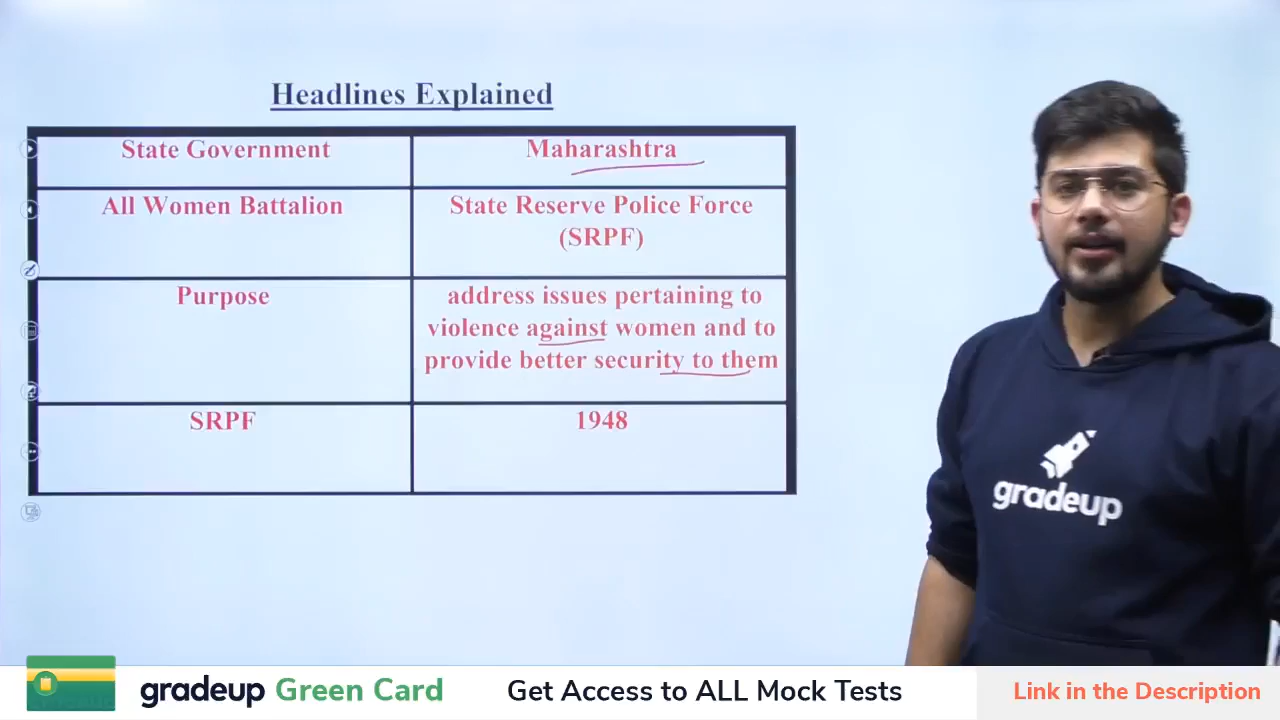 Headlines Explained
State Government
Maharashtra
All Women Battalion
State Reserve Police Force
(SRPF)
Purpose
address issues pertaining to
violence against women and to
provide better security to them
SRPF
1948
gradeup
gradeup Green Card
Get Access to ALL Mock Tests
Link in the Description